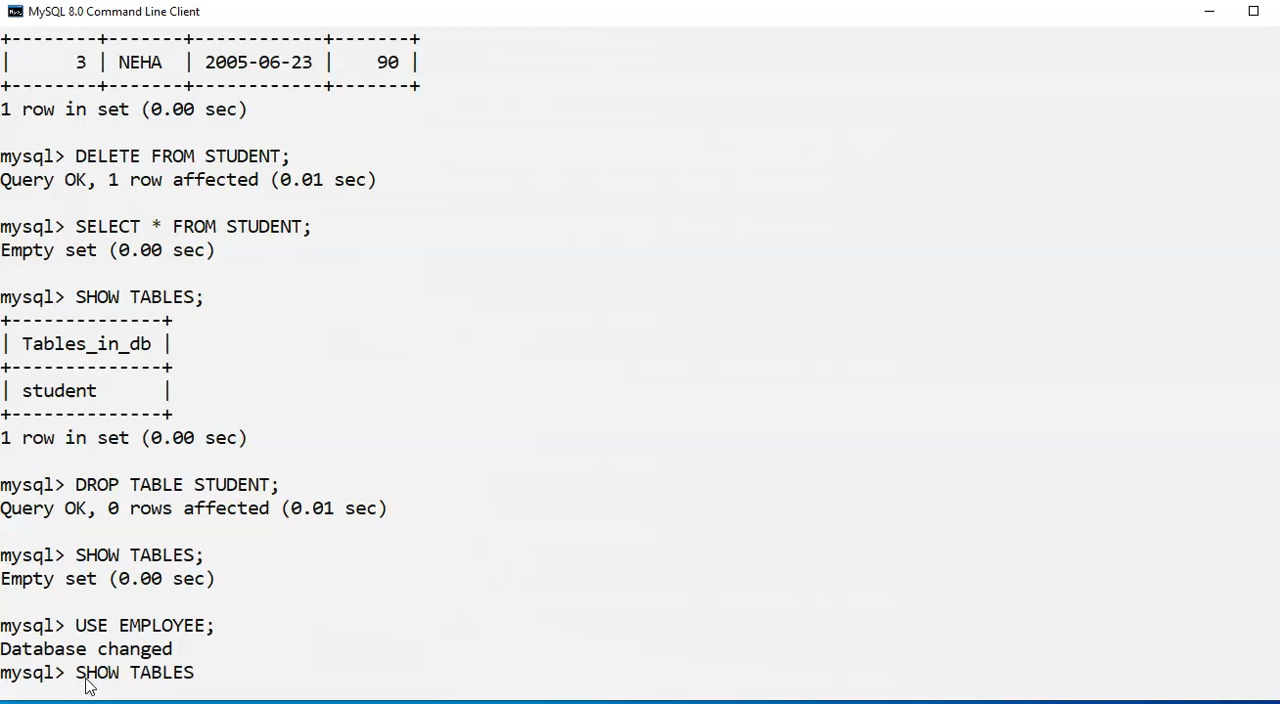 MySQL 8.0 Command Line Client
+--------+-------+------------+-------+
|      3 | NEHA  | 2005-06-23 |    90 |
+--------+-------+------------+-------+
1 row in set (0.00 sec)
mysql> DELETE FROM STUDENT;
Query OK, 1 row affected (0.01 sec)
mysql> SELECT * FROM STUDENT;
Empty set (0.00 sec)
mysql> SHOW TABLES;
+--------------+
| Tables_in_db |
+--------------+
| student      |
+--------------+
1 row in set (0.00 sec)
mysql> DROP TABLE STUDENT;
Query OK, 0 rows affected (0.01 sec)
mysql> SHOW TABLES;
Empty set (0.00 sec)
mysql> USE EMPLOYEE;
Database changed
mysql> SHOW TABLES